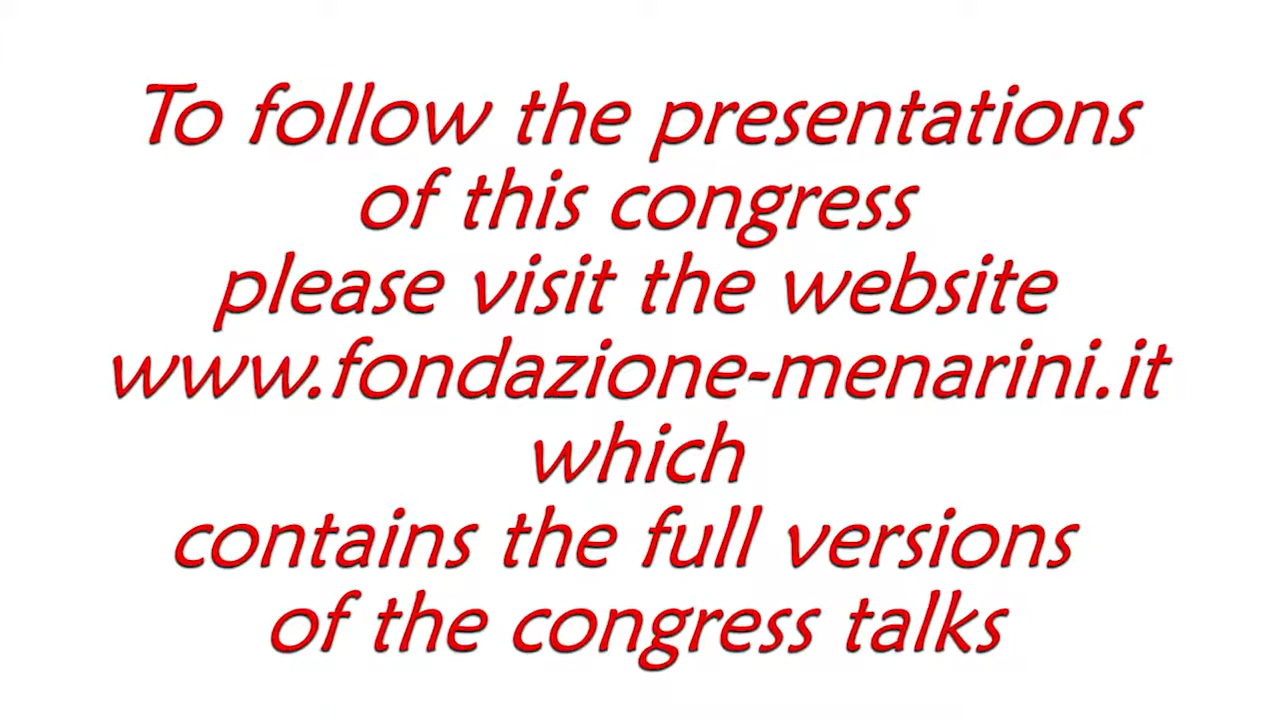 To follow the presentations
of this congress
please visit the website
www.fondazione-menarini.it
which
contains the full versions
of the congress talks